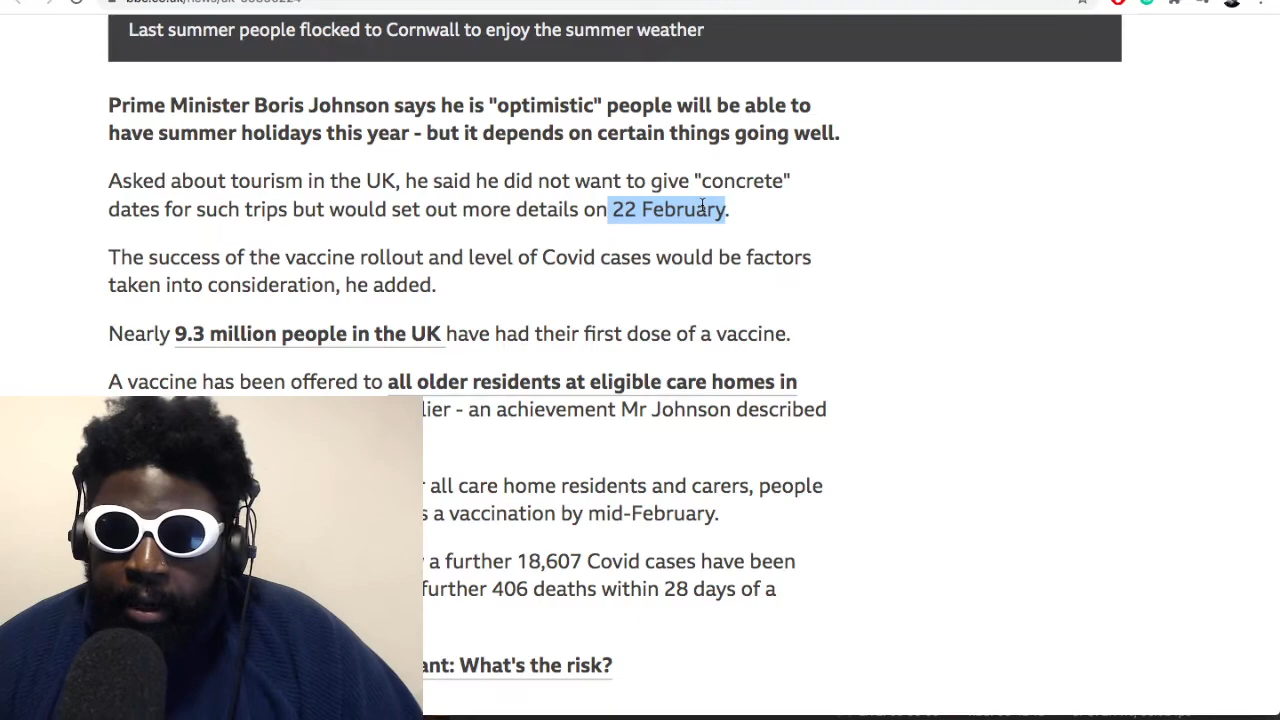 Last summer people flocked to Cornwall to enjoy the summer weather
Prime Minister Boris Johnson says he is "optimistic" people will be able to
have summer holidays this year - but it depends on certain things going well.
Asked about tourism in the UK, he said he did not want to give "concrete"
dates for such trips but would set out more details on 22 February.
The success of the vaccine rollout and level of Covid cases would be factors
taken into consideration, he added.
Nearly 9.3 million people in the UK have had their first dose of a vaccine.
A vaccine has been offered to all older residents at eligible care homes in
lier - an achievement Mr Johnson described
all care home residents and carers, people
s a vaccination by mid-February.
a further 18,607 Covid cases have been
further 406 deaths within 28 days of a
ant: What's the risk?